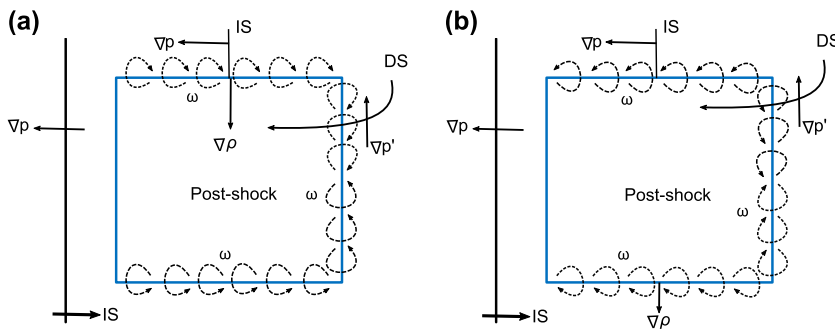 (a)
IS
∇p
DS
ω
∇p
∇ρ
∇p'
Post-shock
ω
ω
IS
(b)
IS
∇p
DS
ω
∇p
∇p'
Post-shock
ω
ω
IS
∇ρ